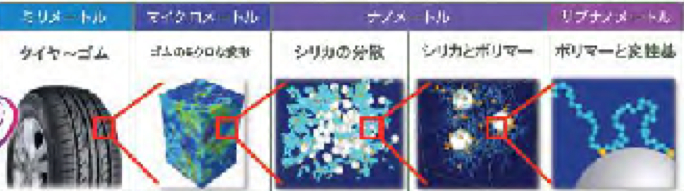 ミリメートル
マイクロメートル
ナノメートル
サブナノメートル
タイヤ～ゴム
ゴムのミクロな変形
シリカの分散
シリカとポリマー
ポリマーと変性基